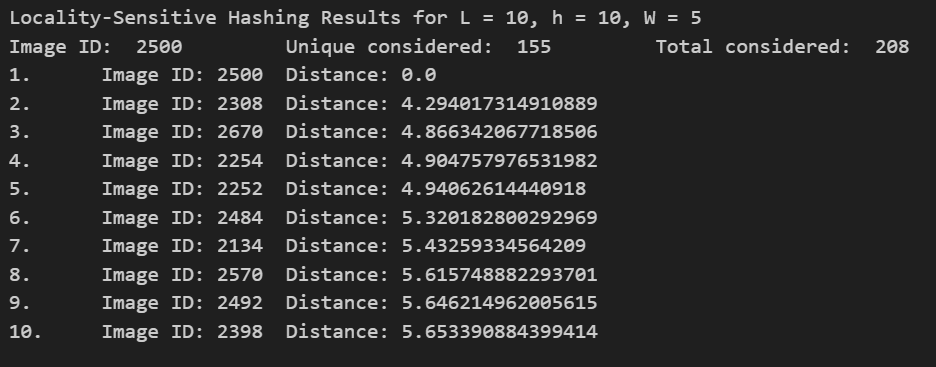 Locality-Sensitive Hashing Results for L = 10, h = 10, W = 5
Image ID:  2500         Unique considered:  155         Total considered:  208
1.      Image ID: 2500  Distance: 0.0
2.      Image ID: 2308  Distance: 4.294017314910889
3.      Image ID: 2670  Distance: 4.866342067718506
4.      Image ID: 2254  Distance: 4.904757976531982
5.      Image ID: 2252  Distance: 4.94062614440918
6.      Image ID: 2484  Distance: 5.320182800292969
7.      Image ID: 2134  Distance: 5.43259334564209
8.      Image ID: 2570  Distance: 5.615748882293701
9.      Image ID: 2492  Distance: 5.646214962005615
10.     Image ID: 2398  Distance: 5.653390884399414